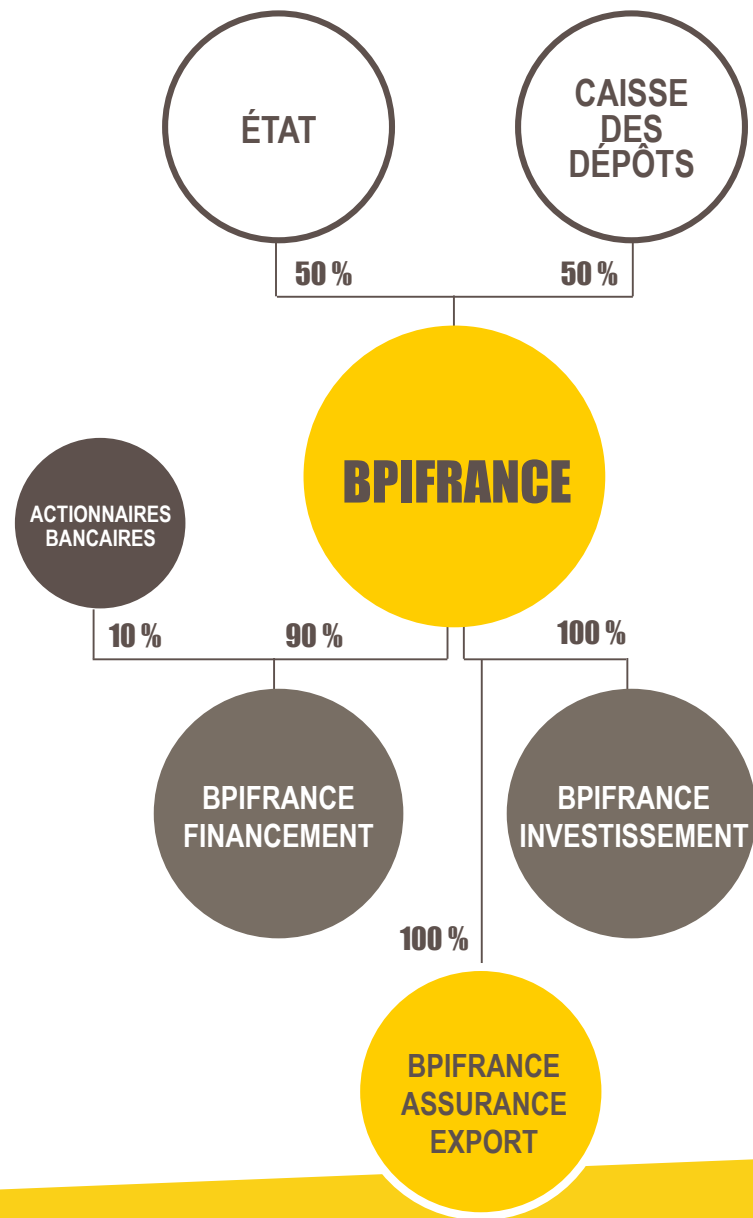 ÉTAT
CAISSE
DES
DÉPÔTS
50 %
50 %
BPIFRANCE
ACTIONNAIRES
BANCAIRES
10 %
90 %
100 %
BPIFRANCE
FINANCEMENT
BPIFRANCE
INVESTISSEMENT
100 %
BPIFRANCE
ASSURANCE
EXPORT